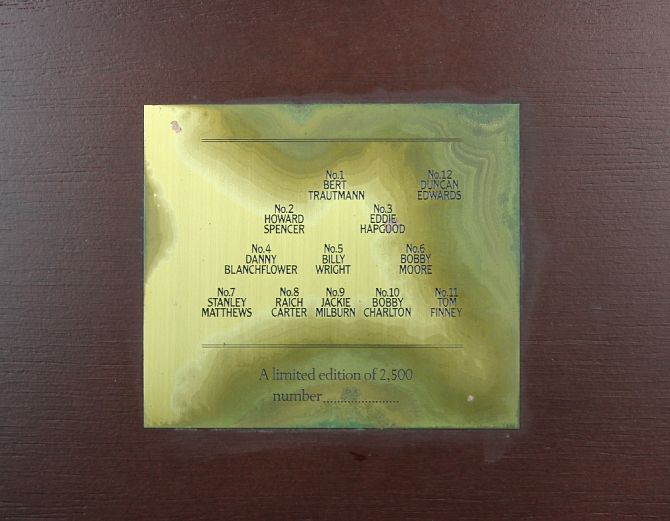 No.1 No.12
BERT DUNCAN
TRAUTMANN EDWARDS
No.2 No.3
HOWARD EDDIE
SPENCER HAPGOOD
No.4 No.5 No.6
DANNY BILLY BOBBY
BLANCHFLOWER WRIGHT MOORE
No.7 No.8 No.9 No.10 No.11
STANLEY RAICH JACKIE BOBBY TOM
MATTHEWS CARTER MILBURN CHARLTON FINNEY
A limited edition of 2,500
number